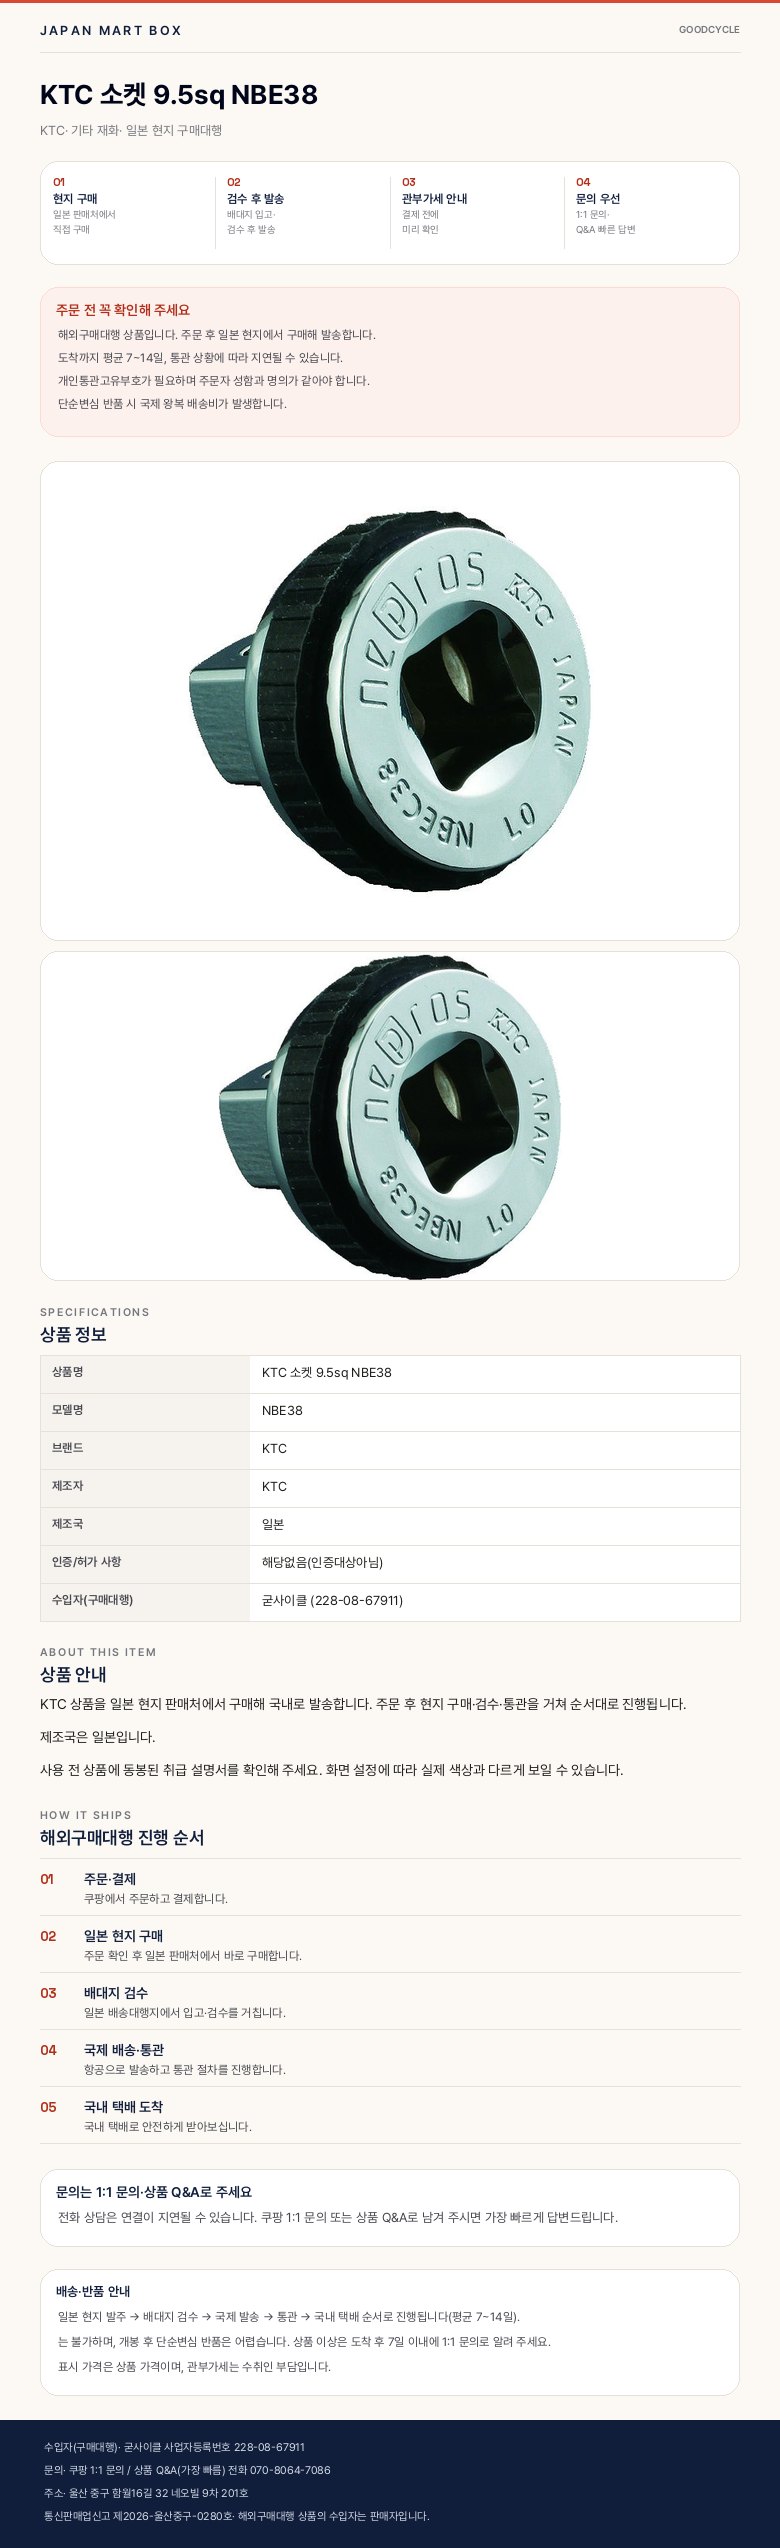 JAPAN MART BOX
GOODCYCLE
KTC 소켓 9.5sq NBE38
KTC· 기타 재화· 일본 현지 구매대행
01
현지 구매
일본 판매처에서
직접 구매
02
검수 후 발송
배대지 입고·
검수 후 발송
03
관부가세 안내
결제 전에
미리 확인
04
문의 우선
1:1 문의·
Q&A 빠른 답변
주문 전 꼭 확인해 주세요
해외구매대행 상품입니다. 주문 후 일본 현지에서 구매해 발송합니다.
도착까지 평균 7~14일, 통관 상황에 따라 지연될 수 있습니다.
개인통관고유부호가 필요하며 주문자 성함과 명의가 같아야 합니다.
단순변심 반품 시 국제 왕복 배송비가 발생합니다.
nepros KTC JAPAN
NBEC38 07
nepros KTC JAPAN
NBEC38 07
SPECIFICATIONS
상품 정보
상품명 KTC 소켓 9.5sq NBE38
모델명 NBE38
브랜드 KTC
제조자 KTC
제조국 일본
인증/허가 사항 해당없음(인증대상아님)
수입자(구매대행) 굳사이클 (228-08-67911)
ABOUT THIS ITEM
상품 안내
KTC 상품을 일본 현지 판매처에서 구매해 국내로 발송합니다. 주문 후 현지 구매·검수·통관을 거쳐 순서대로 진행됩니다.
제조국은 일본입니다.
사용 전 상품에 동봉된 취급 설명서를 확인해 주세요. 화면 설정에 따라 실제 색상과 다르게 보일 수 있습니다.
HOW IT SHIPS
해외구매대행 진행 순서
01 주문·결제
쿠팡에서 주문하고 결제합니다.
02 일본 현지 구매
주문 확인 후 일본 판매처에서 바로 구매합니다.
03 배대지 검수
일본 배송대행지에서 입고·검수를 거칩니다.
04 국제 배송·통관
항공으로 발송하고 통관 절차를 진행합니다.
05 국내 택배 도착
국내 택배로 안전하게 받아보십니다.
문의는 1:1 문의·상품 Q&A로 주세요
전화 상담은 연결이 지연될 수 있습니다. 쿠팡 1:1 문의 또는 상품 Q&A로 남겨 주시면 가장 빠르게 답변드립니다.
배송·반품 안내
일본 현지 발주 → 배대지 검수 → 국제 발송 → 통관 → 국내 택배 순서로 진행됩니다(평균 7~14일).
는 불가하며, 개봉 후 단순변심 반품은 어렵습니다. 상품 이상은 도착 후 7일 이내에 1:1 문의로 알려 주세요.
표시 가격은 상품 가격이며, 관부가세는 수취인 부담입니다.
수입자(구매대행)· 굳사이클 사업자등록번호 228-08-67911
문의· 쿠팡 1:1 문의 / 상품 Q&A(가장 빠름) 전화 070-8064-7086
주소· 울산 중구 함월16길 32 네오빌 9차 201호
통신판매업신고 제2026-울산중구-0280호· 해외구매대행 상품의 수입자는 판매자입니다.